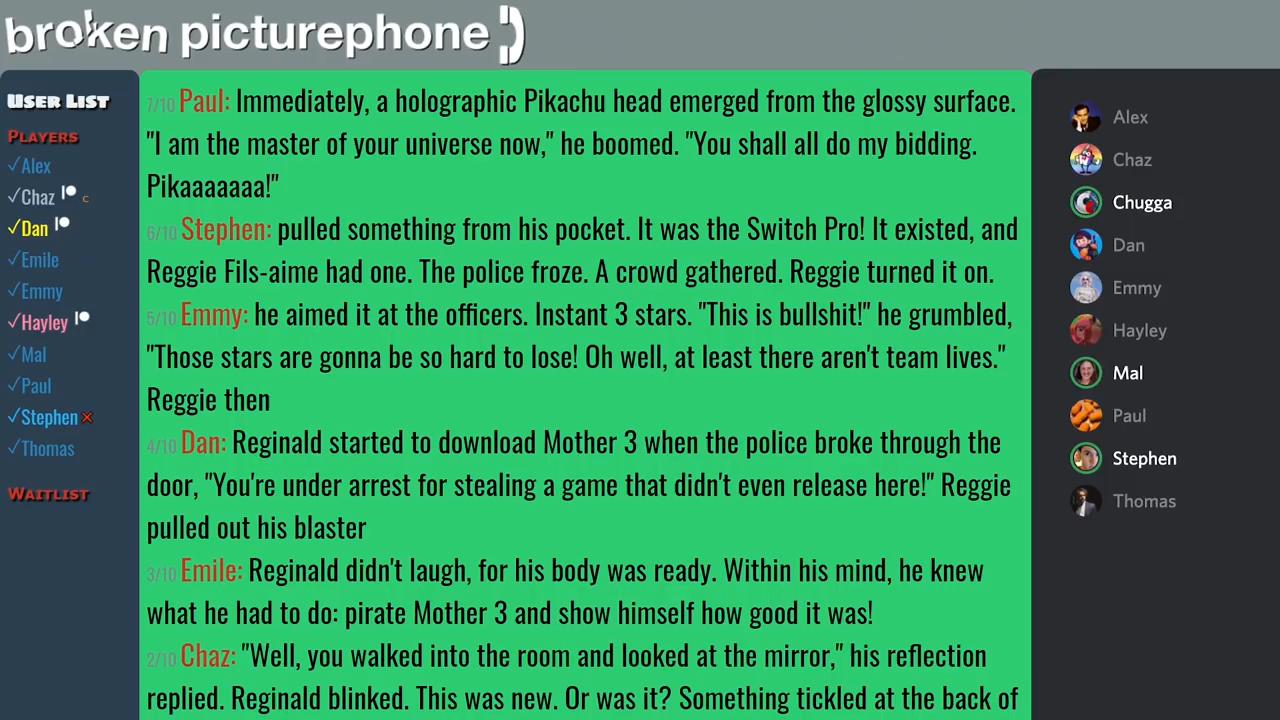 broken picturephone
User List
Players
✓Alex
✓Chaz c
✓Dan
✓Emile
✓Emmy
✓Hayley
✓Mal
✓Paul
✓Stephen
✓Thomas
Waitlist
7/10 Paul: Immediately, a holographic Pikachu head emerged from the glossy surface.
"I am the master of your universe now," he boomed. "You shall all do my bidding.
Pikaaaaaaa!"
6/10 Stephen: pulled something from his pocket. It was the Switch Pro! It existed, and
Reggie Fils-aime had one. The police froze. A crowd gathered. Reggie turned it on.
5/10 Emmy: he aimed it at the officers. Instant 3 stars. "This is bullshit!" he grumbled,
"Those stars are gonna be so hard to lose! Oh well, at least there aren't team lives."
Reggie then
4/10 Dan: Reginald started to download Mother 3 when the police broke through the
door, "You're under arrest for stealing a game that didn't even release here!" Reggie
pulled out his blaster
3/10 Emile: Reginald didn't laugh, for his body was ready. Within his mind, he knew
what he had to do: pirate Mother 3 and show himself how good it was!
2/10 Chaz: "Well, you walked into the room and looked at the mirror," his reflection
replied. Reginald blinked. This was new. Or was it? Something tickled at the back of
Alex
Chaz
Chugga
Dan
Emmy
Hayley
Mal
Paul
Stephen
Thomas